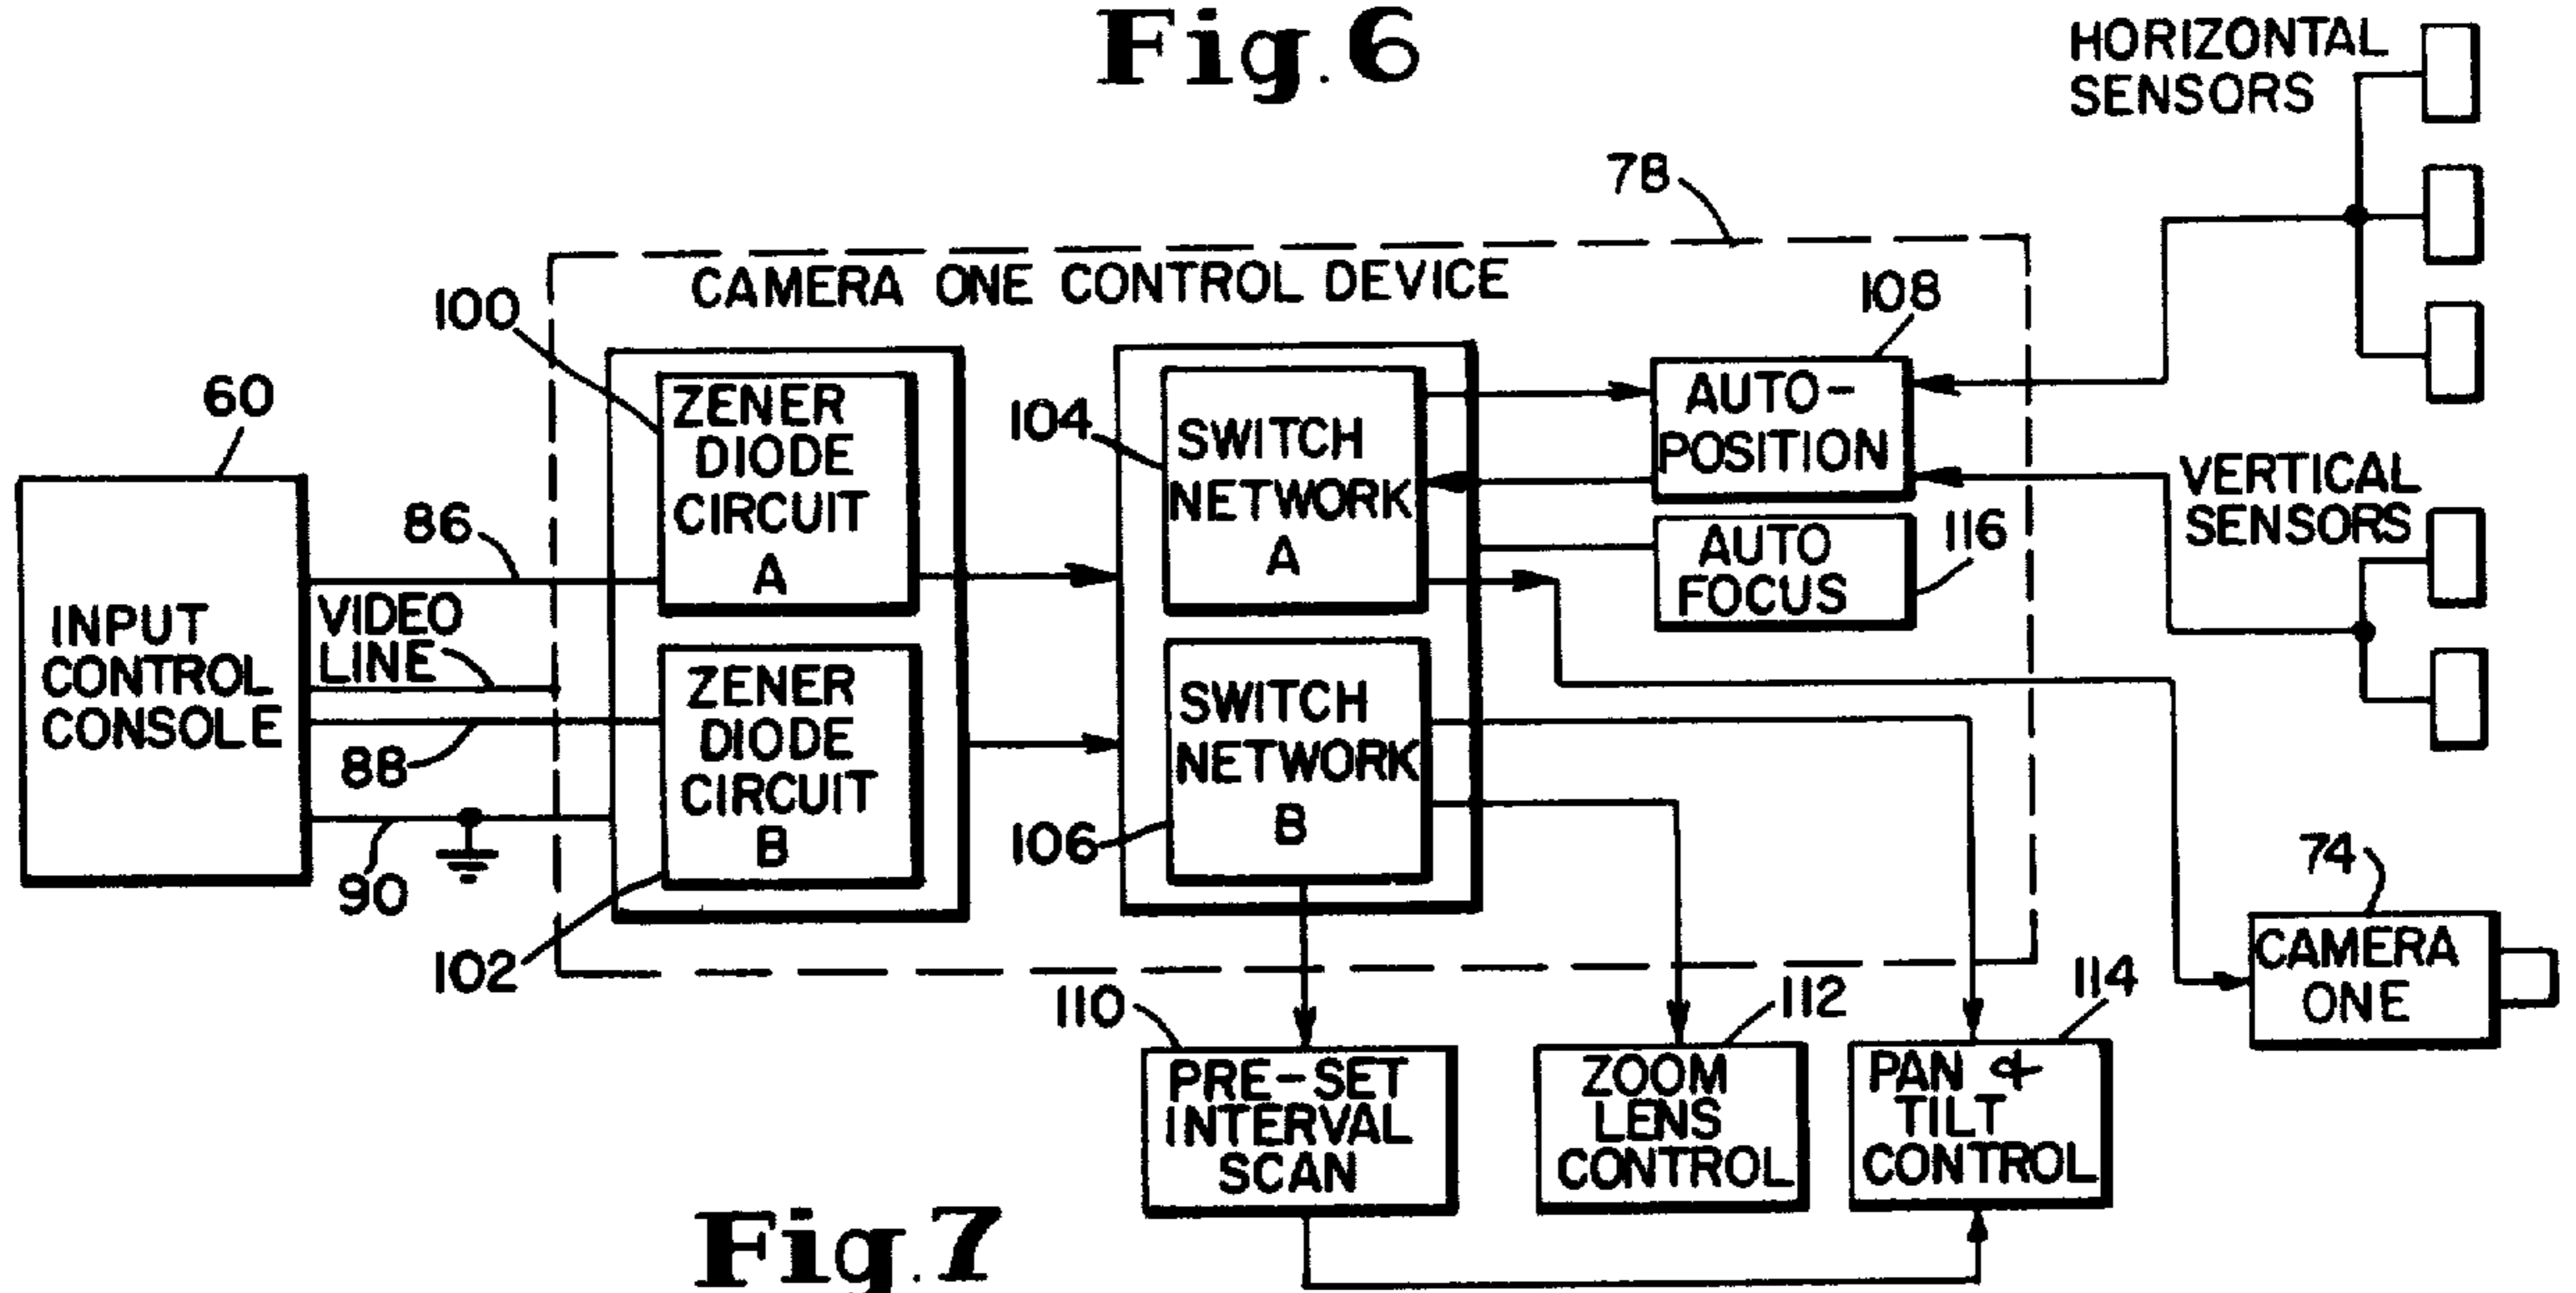 Fig. 6
HORIZONTAL
SENSORS
78
CAMERA ONE CONTROL DEVICE
100
108
60
ZENER
DIODE
CIRCUIT
A
104
SWITCH
NETWORK
A
AUTO-
POSITION
VERTICAL
SENSORS
86
AUTO
FOCUS
116
INPUT
CONTROL
CONSOLE
VIDEO
LINE
88
90
ZENER
DIODE
CIRCUIT
B
102
SWITCH
NETWORK
B
106
74
CAMERA
ONE
110
112
114
PRE-SET
INTERVAL
SCAN
ZOOM
LENS
CONTROL
PAN &
TILT
CONTROL
Fig. 7